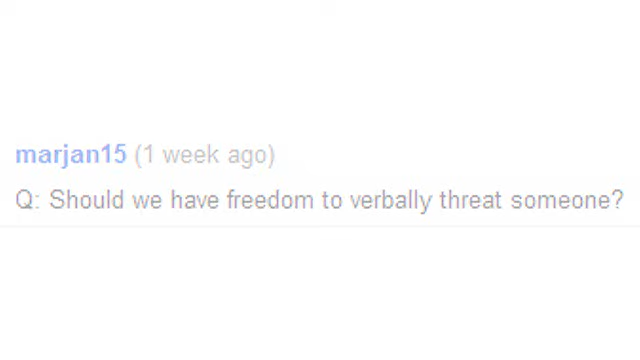 marjan15 (1 week ago)
Q: Should we have freedom to verbally threat someone?